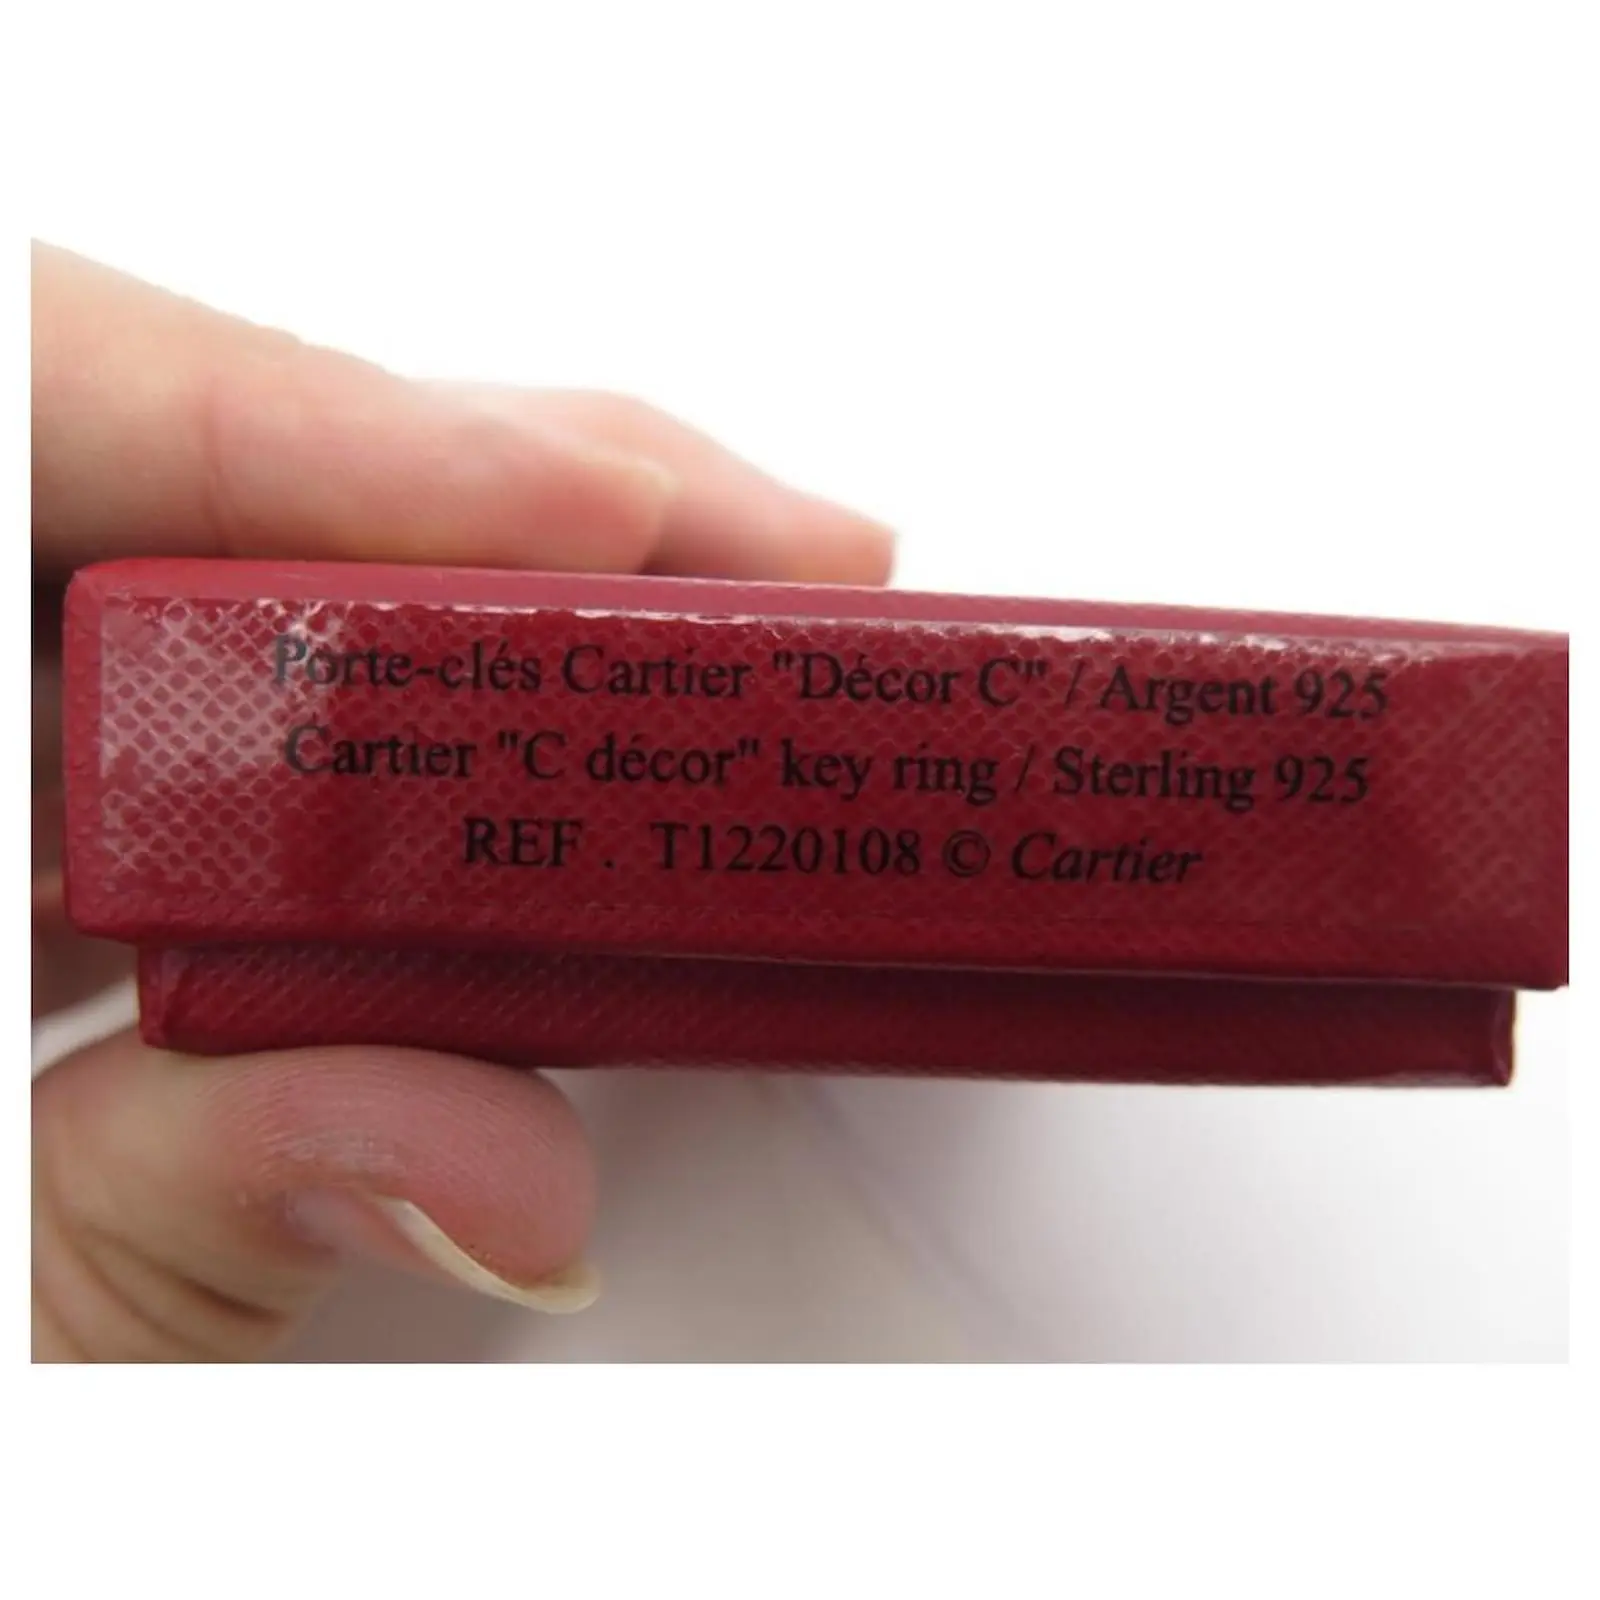 Porte-clés Cartier "Décor C" / Argent 925
Cartier "C décor" key ring / Sterling 925
REF . T1220108 © Cartier